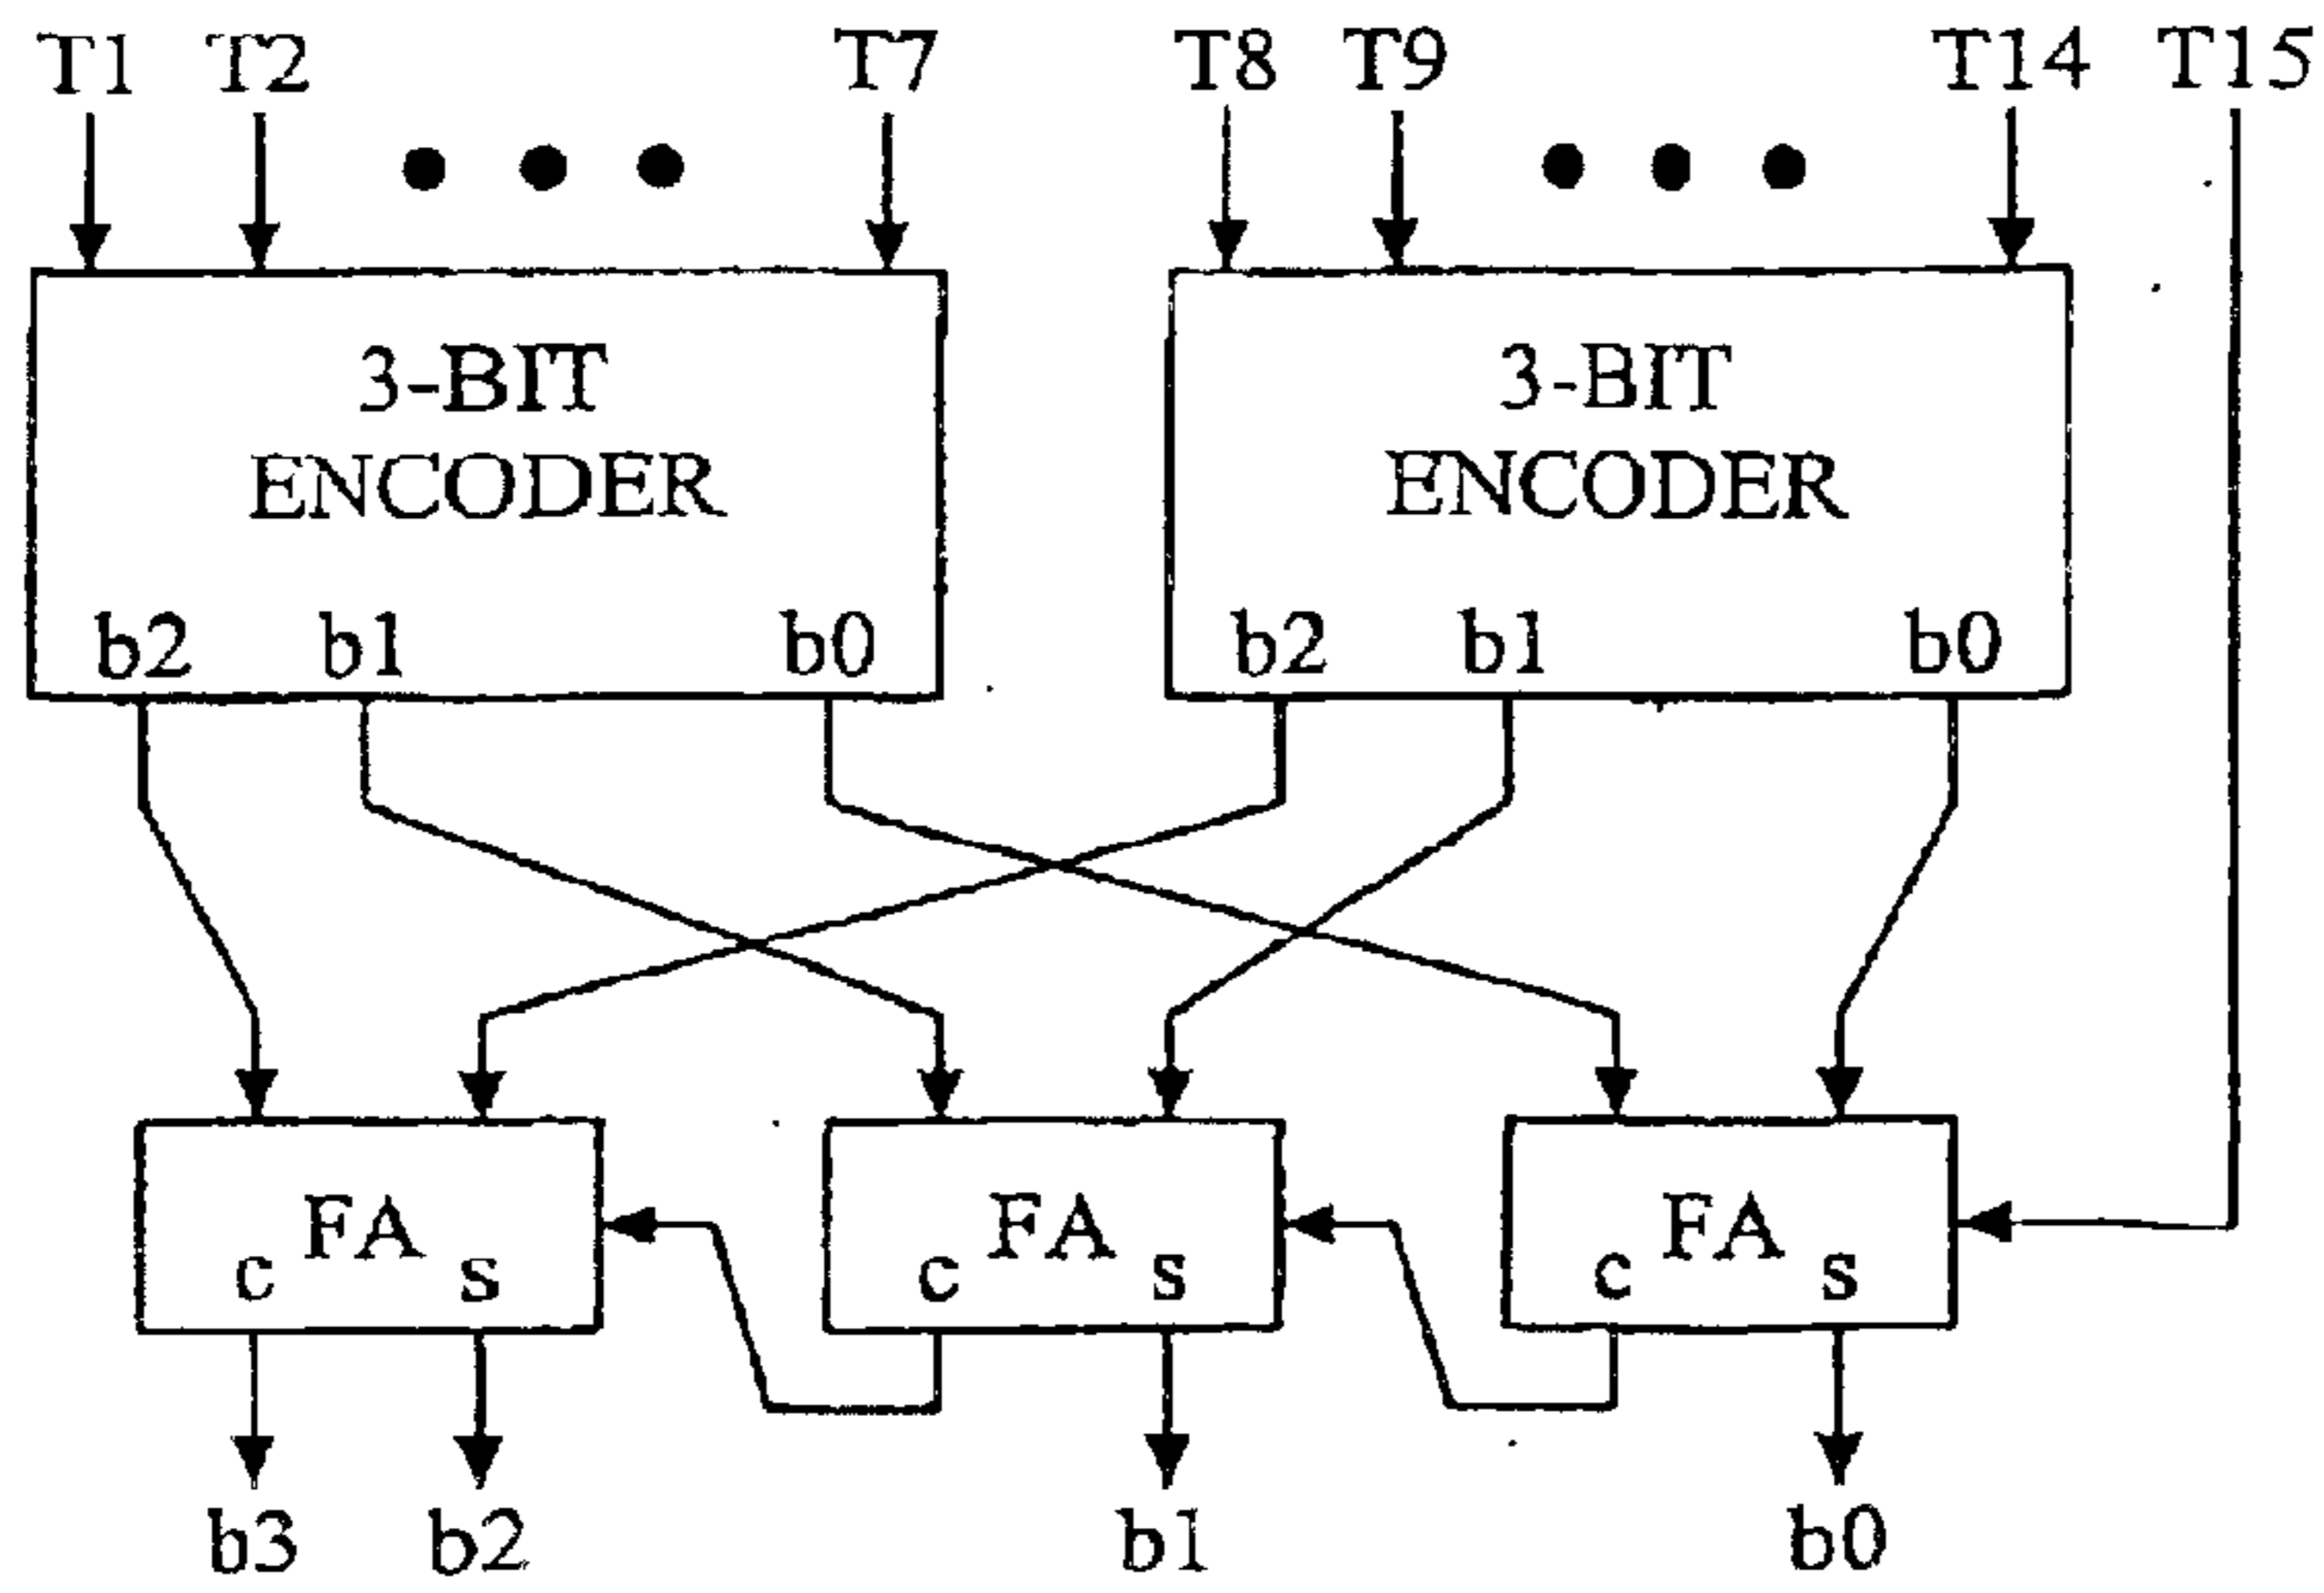 T1 T2 T7 T8 T9 T14 T15
3-BIT
ENCODER
b2 b1 b0
3-BIT
ENCODER
b2 b1 b0
FA
c s
FA
c s
FA
c s
b3 b2 b1 b0